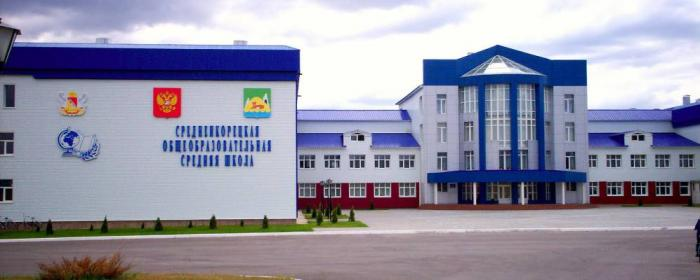 СРЕДНЕИКОРЕЦКАЯ
ОБЩЕОБРАЗОВАТЕЛЬНАЯ
СРЕДНЯЯ ШКОЛА